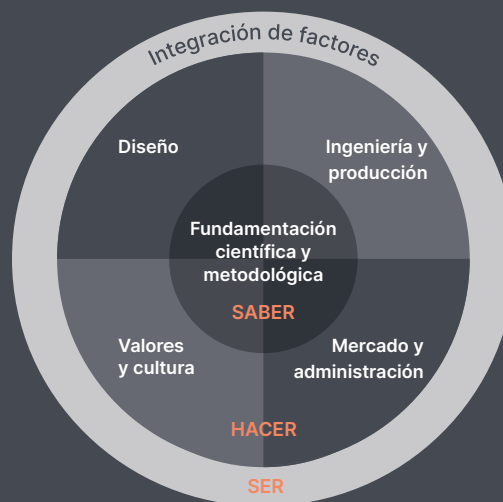 Integración de factores
Diseño
Ingeniería y
producción
Fundamentación
científica y
metodológica
SABER
Valores
y cultura
Mercado y
administración
HACER
SER